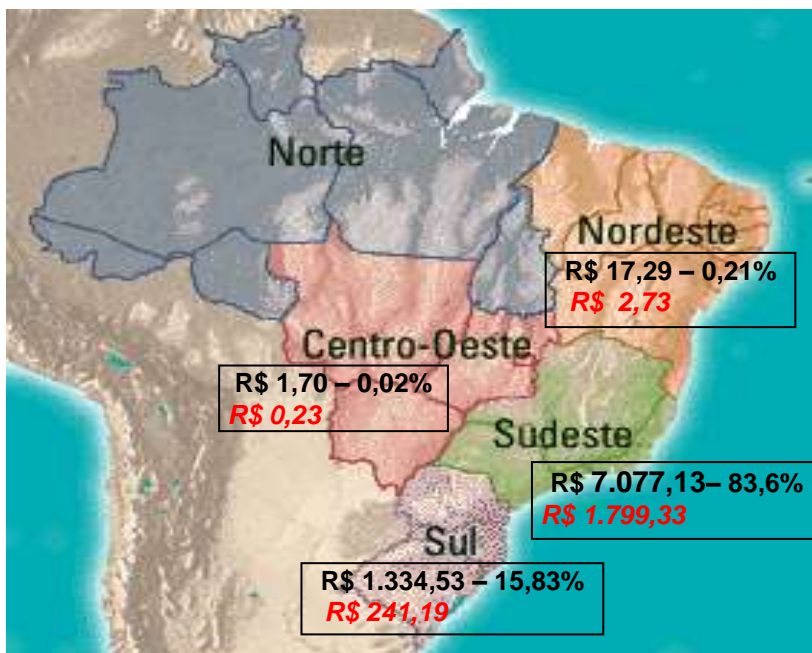 Norte
Nordeste
R$ 17,29 – 0,21%
R$ 2,73
Centro-Oeste
R$ 1,70 – 0,02%
R$ 0,23
Sudeste
R$ 7.077,13– 83,6%
R$ 1.799,33
Sul
R$ 1.334,53 – 15,83%
R$ 241,19